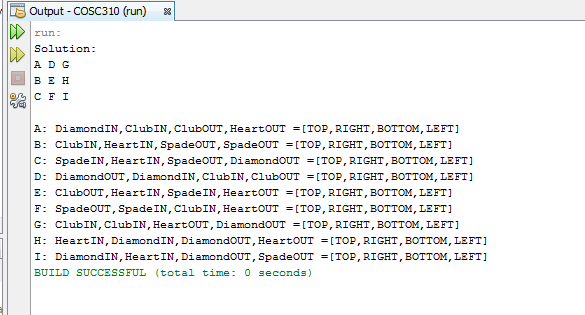 Output - COSC310 (run)
run:
Solution:
A D G
B E H
C F I
A: DiamondIN,ClubIN,ClubOUT,HeartOUT =[TOP,RIGHT,BOTTOM,LEFT]
B: ClubIN,HeartIN,SpadeOUT,SpadeOUT =[TOP,RIGHT,BOTTOM,LEFT]
C: SpadeIN,HeartIN,SpadeOUT,DiamondOUT =[TOP,RIGHT,BOTTOM,LEFT]
D: DiamondOUT,DiamondIN,ClubIN,ClubOUT =[TOP,RIGHT,BOTTOM,LEFT]
E: ClubOUT,HeartIN,SpadeIN,HeartOUT =[TOP,RIGHT,BOTTOM,LEFT]
F: SpadeOUT,SpadeIN,ClubIN,HeartOUT =[TOP,RIGHT,BOTTOM,LEFT]
G: ClubIN,ClubIN,HeartOUT,DiamondOUT =[TOP,RIGHT,BOTTOM,LEFT]
H: HeartIN,DiamondIN,DiamondOUT,HeartOUT =[TOP,RIGHT,BOTTOM,LEFT]
I: DiamondIN,HeartIN,DiamondOUT,SpadeOUT =[TOP,RIGHT,BOTTOM,LEFT]
BUILD SUCCESSFUL (total time: 0 seconds)